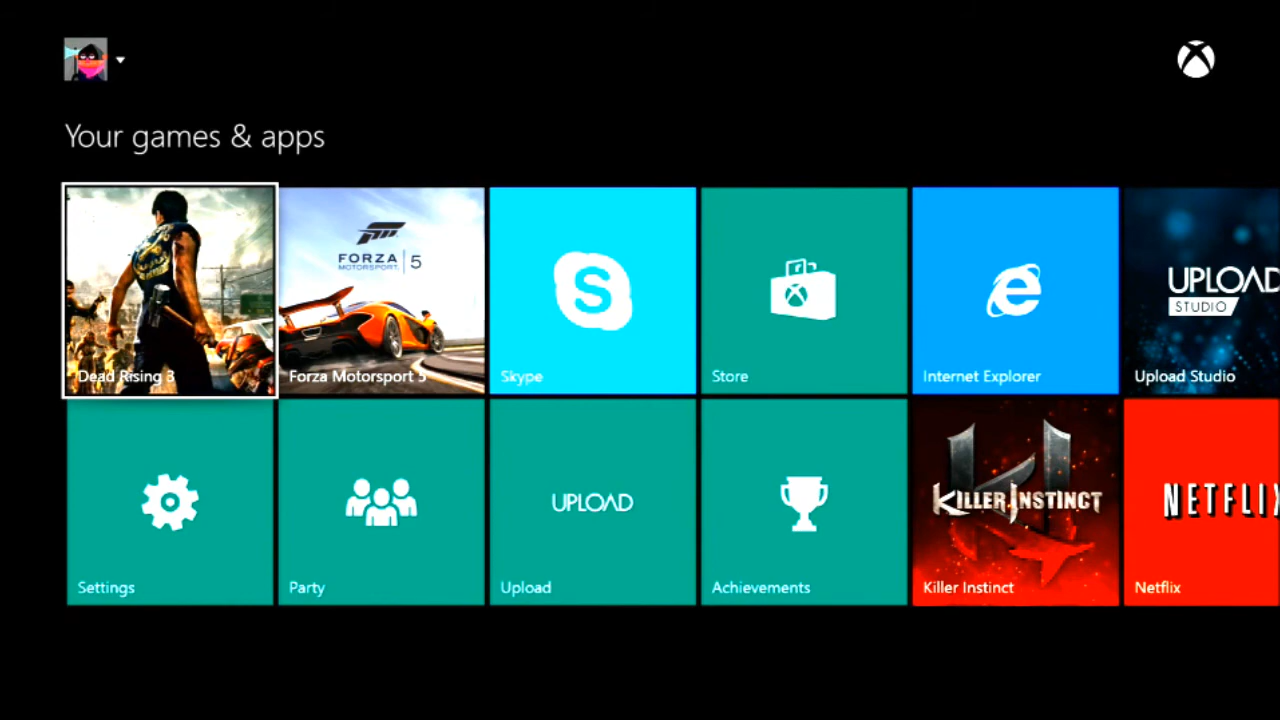 Your games & apps
FORZA 5
MOTORSPORT
Dead Rising 3
Forza Motorsport 5
Skype
Store
Internet Explorer
UPLOAD
STUDIO
Upload Studio
Settings
Party
UPLOAD
Upload
Achievements
KILLER INSTINCT
Killer Instinct
NETFLIX
Netflix